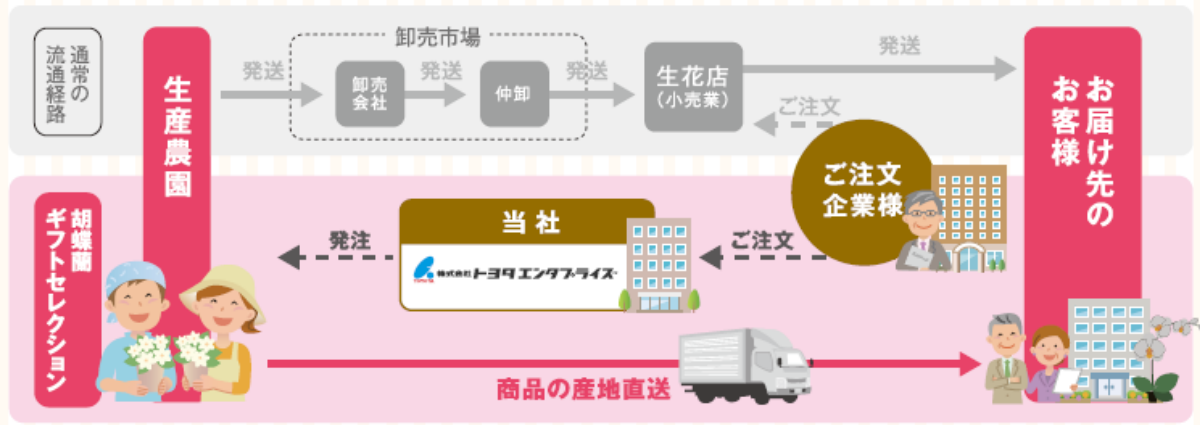 通常の
流通経路
生産農園
発送
卸売市場
卸売
会社
発送
仲卸
発送
生花店
(小売業)
発送
ご注文
お届け先の
お客様
胡蝶蘭
ギフトセレクション
発注
当社
株式会社トヨタエンタプライズ
ご注文
ご注文
企業様
商品の産地直送